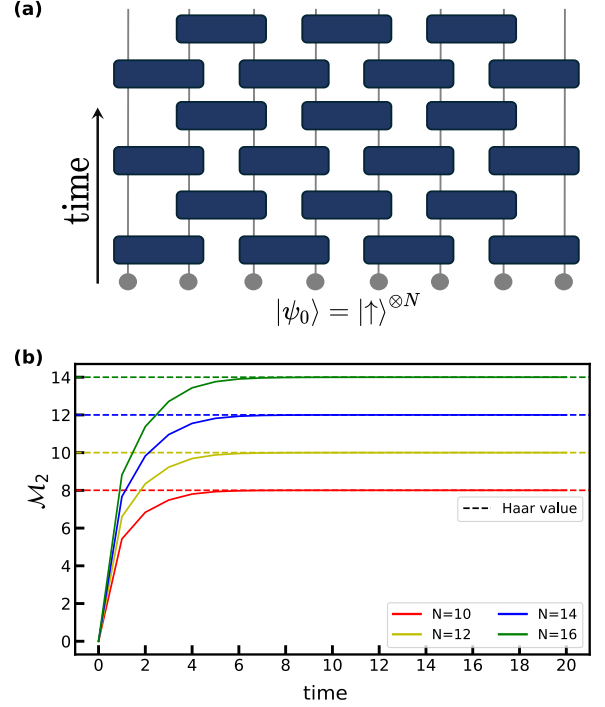 (a)
time
|ψ₀⟩ = |↑⟩^{⊗N}
(b)
14
12
10
8
6
4
2
0
ℳ₂
Haar value
N=10
N=14
N=12
N=16
0 2 4 6 8 10 12 14 16 18 20
time